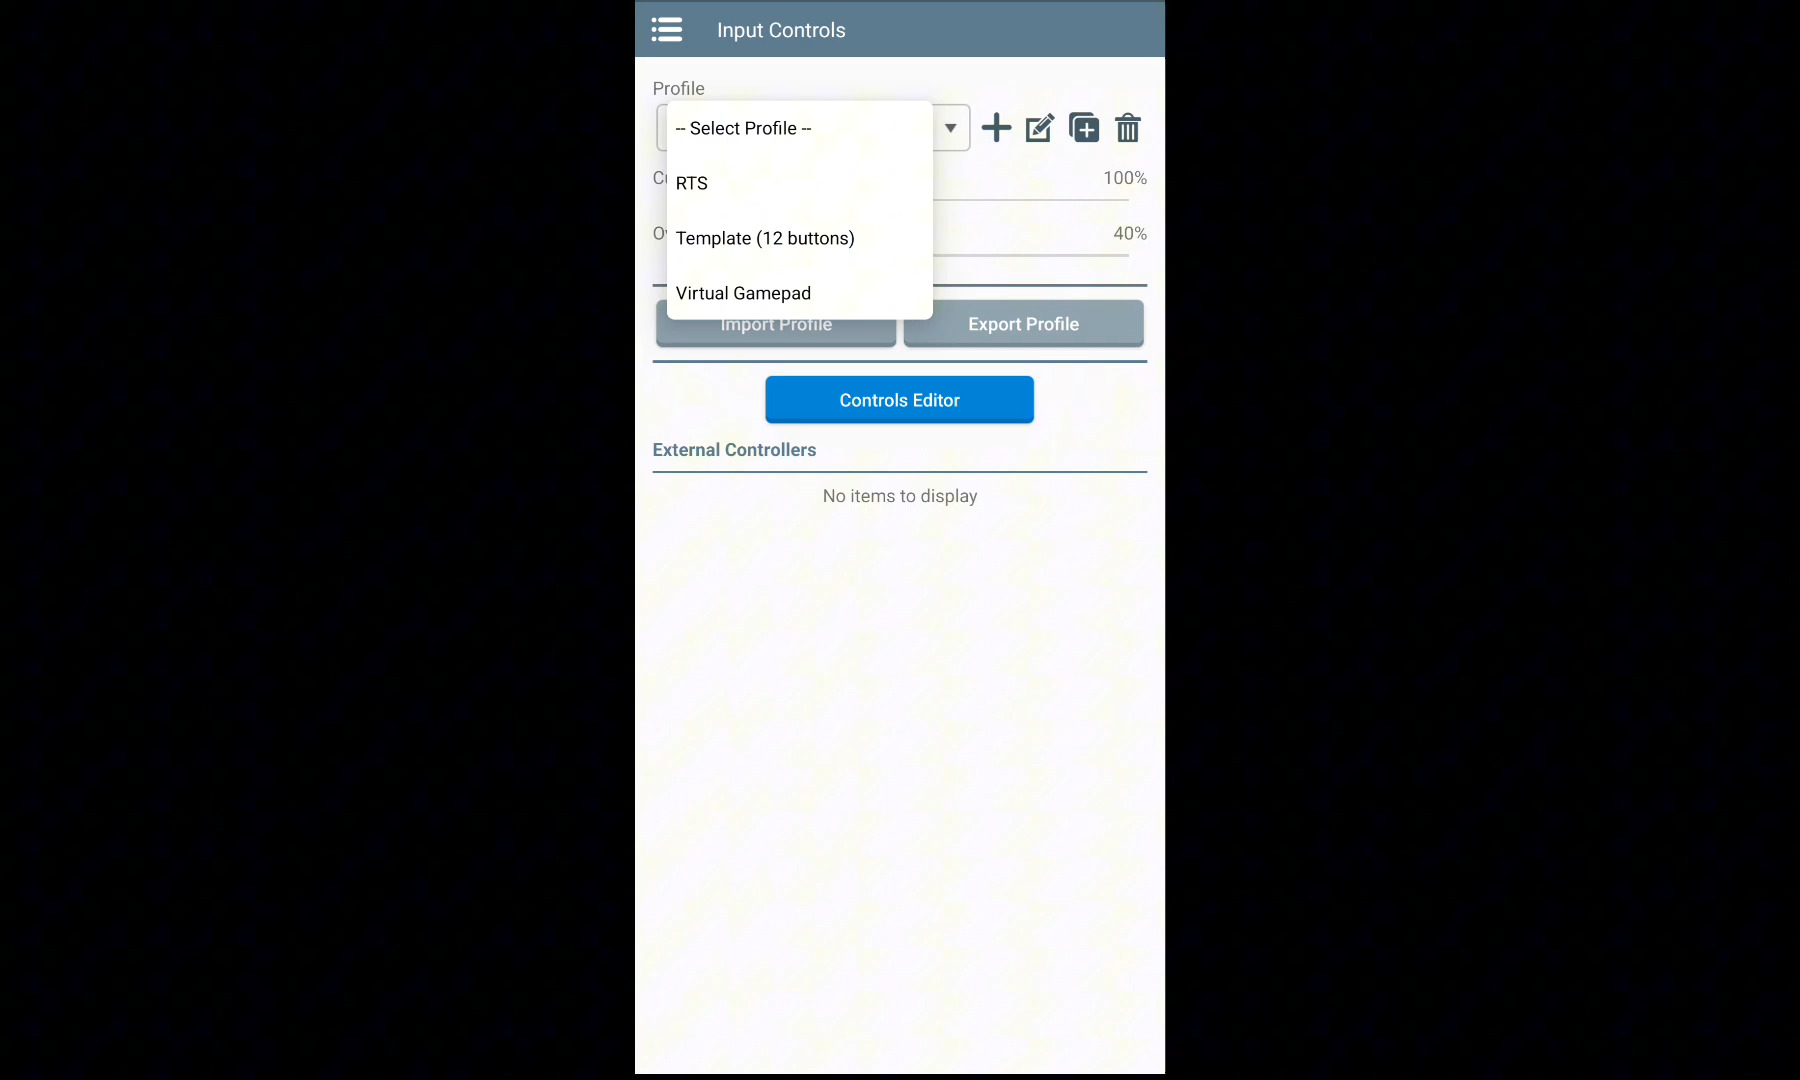 Input Controls
Profile
-- Select Profile --
RTS
100%
Template (12 buttons)
40%
Virtual Gamepad
Import Profile
Export Profile
Controls Editor
External Controllers
No items to display